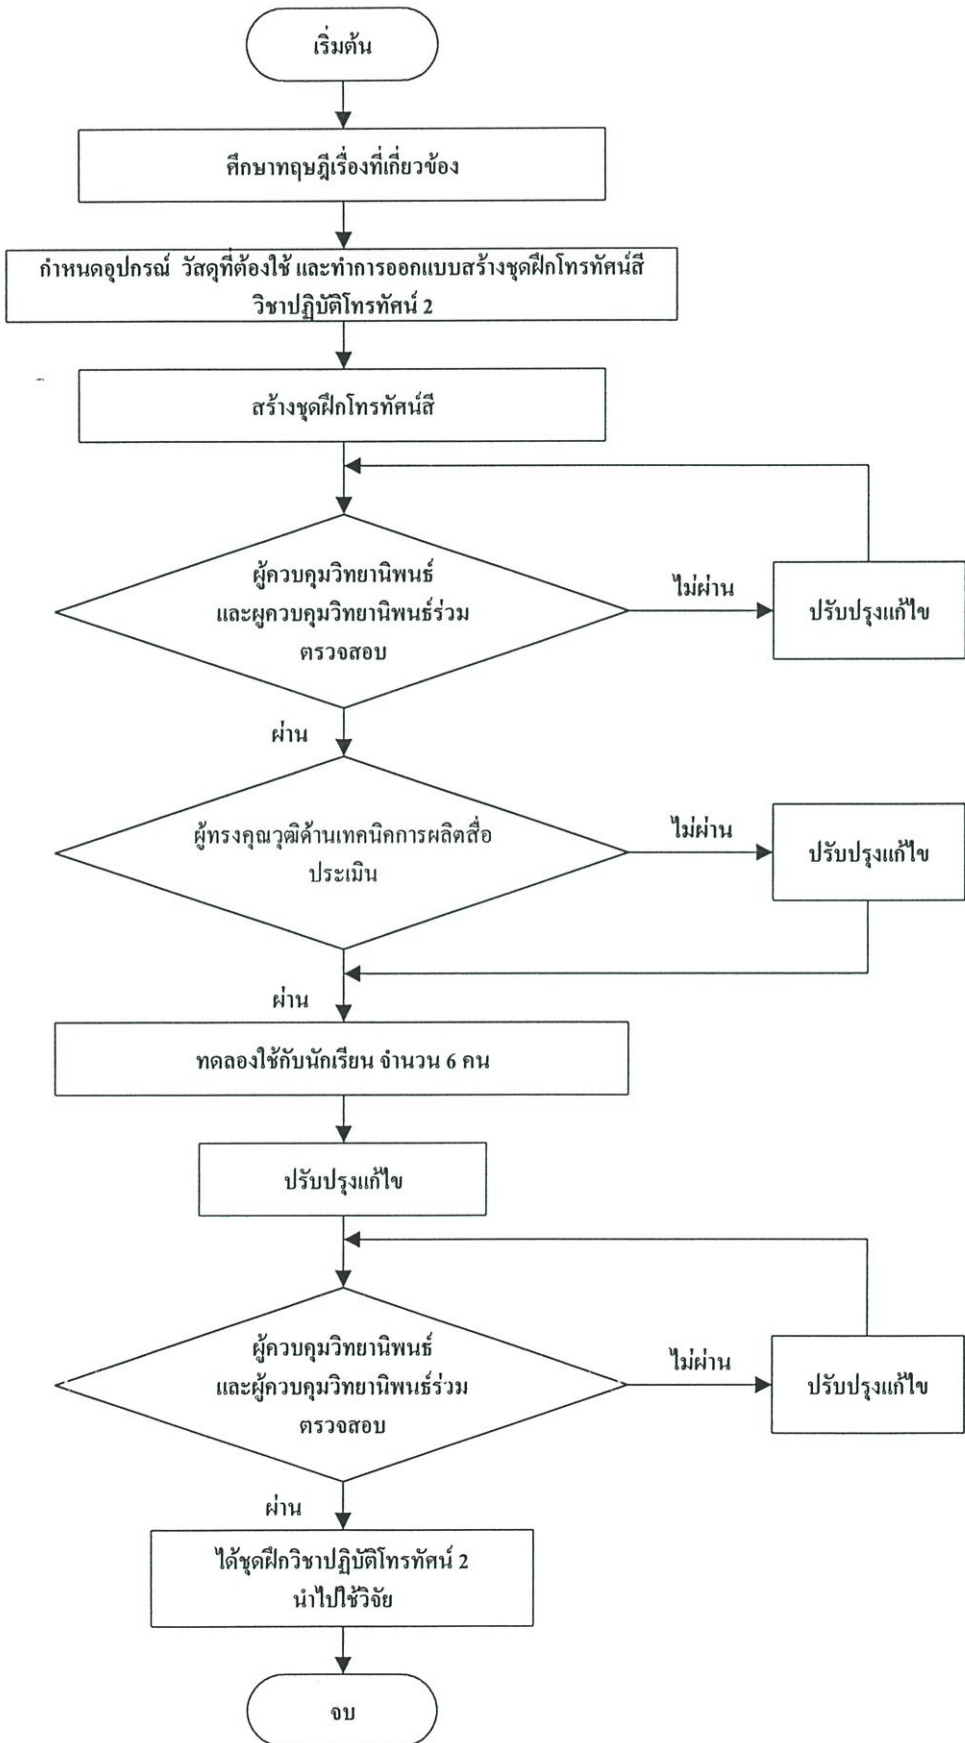 เริ่มต้น
ศึกษาทฤษฎีเรื่องที่เกี่ยวข้อง
กำหนดอุปกรณ์ วัสดุที่ต้องใช้ และทำการออกแบบสร้างชุดฝึกโทรทัศน์สี
วิชาปฏิบัติโทรทัศน์ 2
สร้างชุดฝึกโทรทัศน์สี
ผู้ควบคุมวิทยานิพนธ์
และผูควบคุมวิทยานิพนธ์ร่วม
ตรวจสอบ
ไม่ผ่าน
ปรับปรุงแก้ไข
ผ่าน
ผู้ทรงคุณวุฒิด้านเทคนิคการผลิตสื่อ
ประเมิน
ไม่ผ่าน
ปรับปรุงแก้ไข
ผ่าน
ทดลองใช้กับนักเรียน จำนวน 6 คน
ปรับปรุงแก้ไข
ผู้ควบคุมวิทยานิพนธ์
และผู้ควบคุมวิทยานิพนธ์ร่วม
ตรวจสอบ
ไม่ผ่าน
ปรับปรุงแก้ไข
ผ่าน
ได้ชุดฝึกวิชาปฏิบัติโทรทัศน์ 2
นำไปใช้วิจัย
จบ